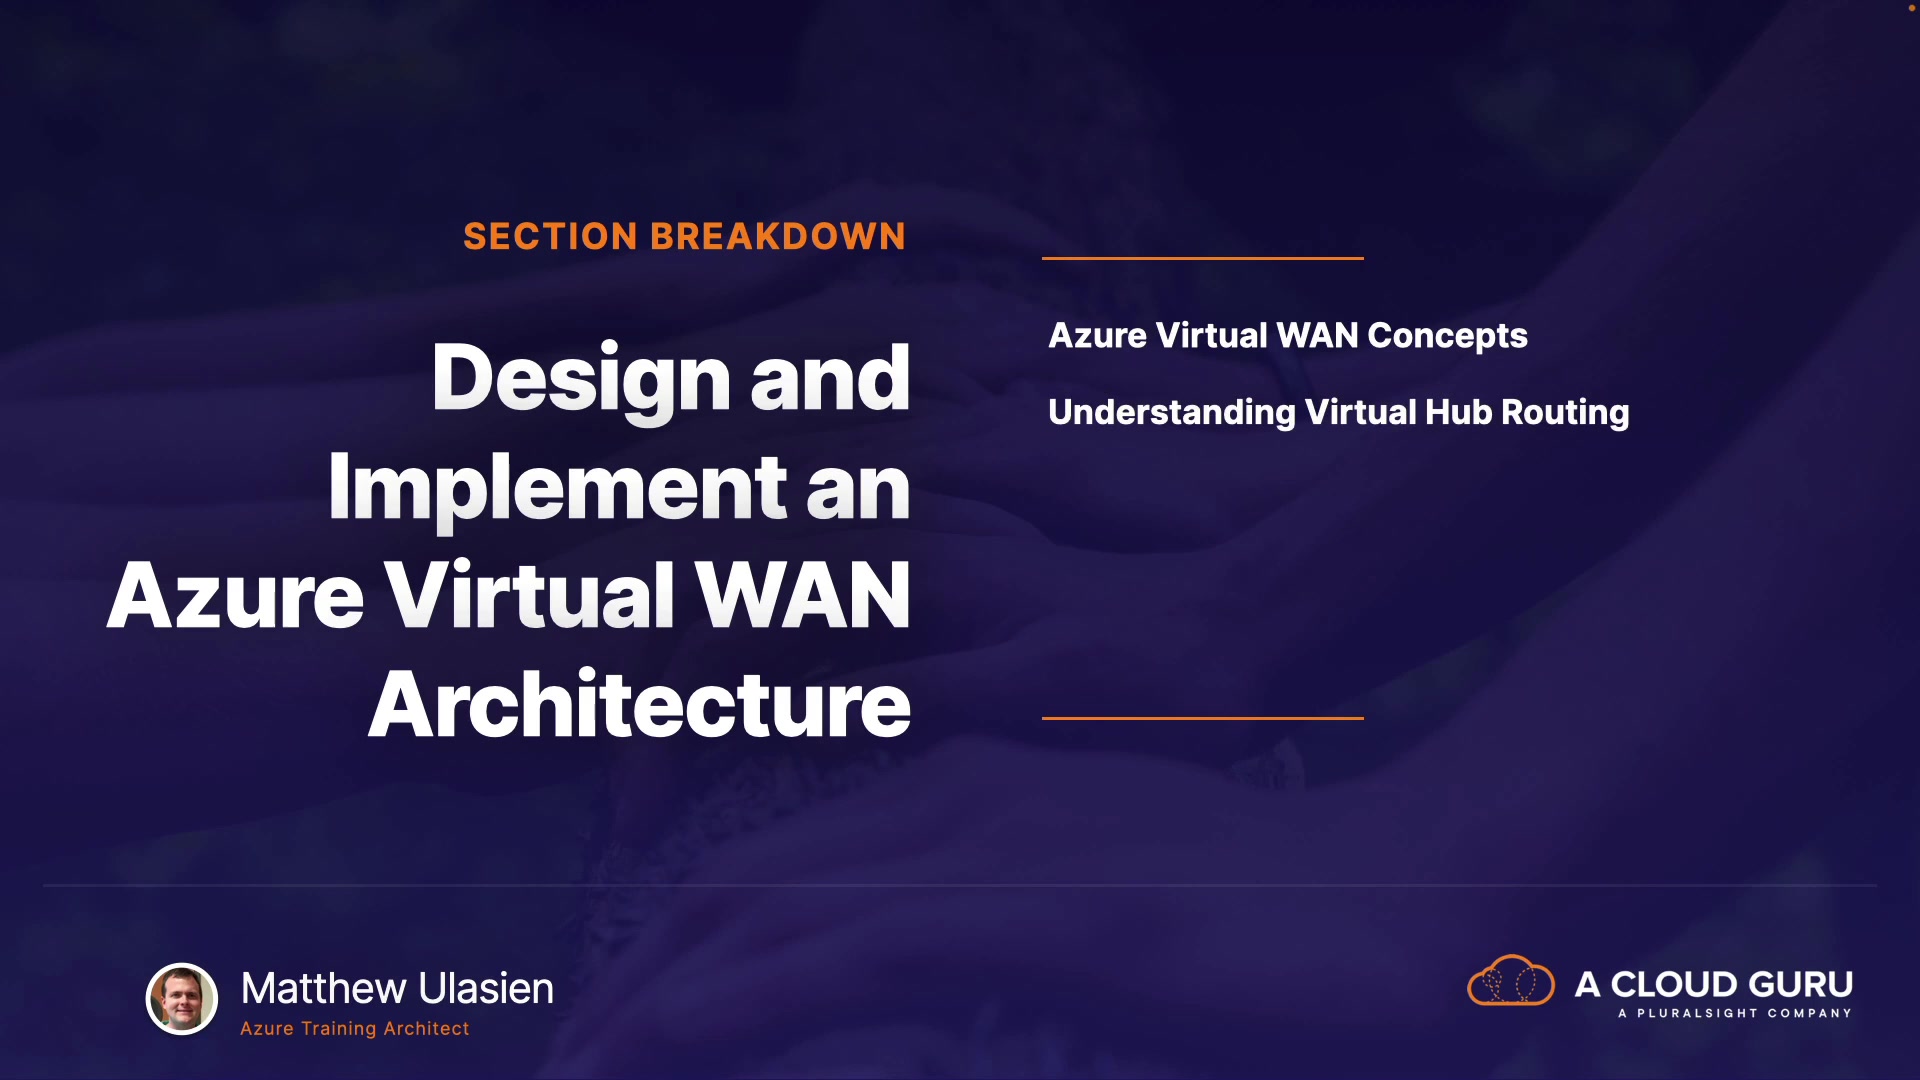 SECTION BREAKDOWN
Design and
Implement an
Azure Virtual WAN
Architecture
Azure Virtual WAN Concepts
Understanding Virtual Hub Routing
Matthew Ulasien
Azure Training Architect
A CLOUD GURU
A PLURALSIGHT COMPANY